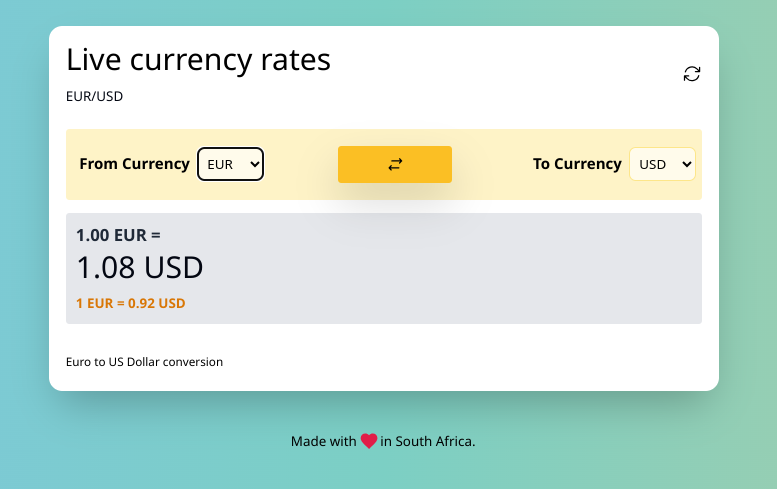 Live currency rates
EUR/USD
From Currency EUR To Currency USD
1.00 EUR =
1.08 USD
1 EUR = 0.92 USD
Euro to US Dollar conversion
Made with ❤ in South Africa.